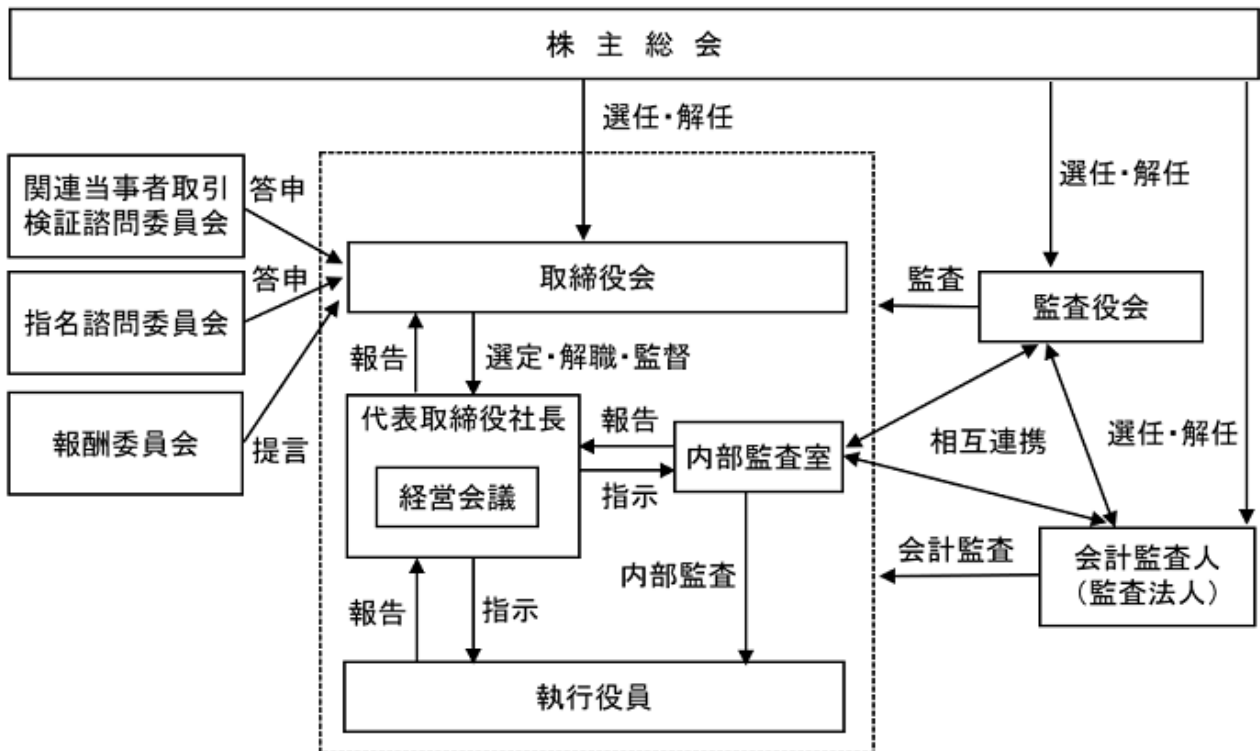 株主総会
選任・解任
選任・解任
関連当事者取引
検証諮問委員会
答申
取締役会
監査
監査役会
指名諮問委員会
答申
報告
選定・解職・監督
報酬委員会
提言
代表取締役社長
経営会議
報告
指示
内部監査室
相互連携
選任・解任
内部監査
会計監査
会計監査人
（監査法人）
報告
指示
執行役員